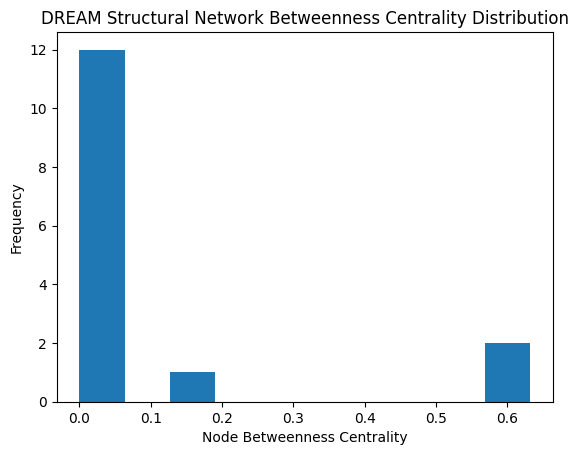 DREAM Structural Network Betweenness Centrality Distribution
12
10
8
6
4
2
0
Frequency
0.0 0.1 0.2 0.3 0.4 0.5 0.6
Node Betweenness Centrality